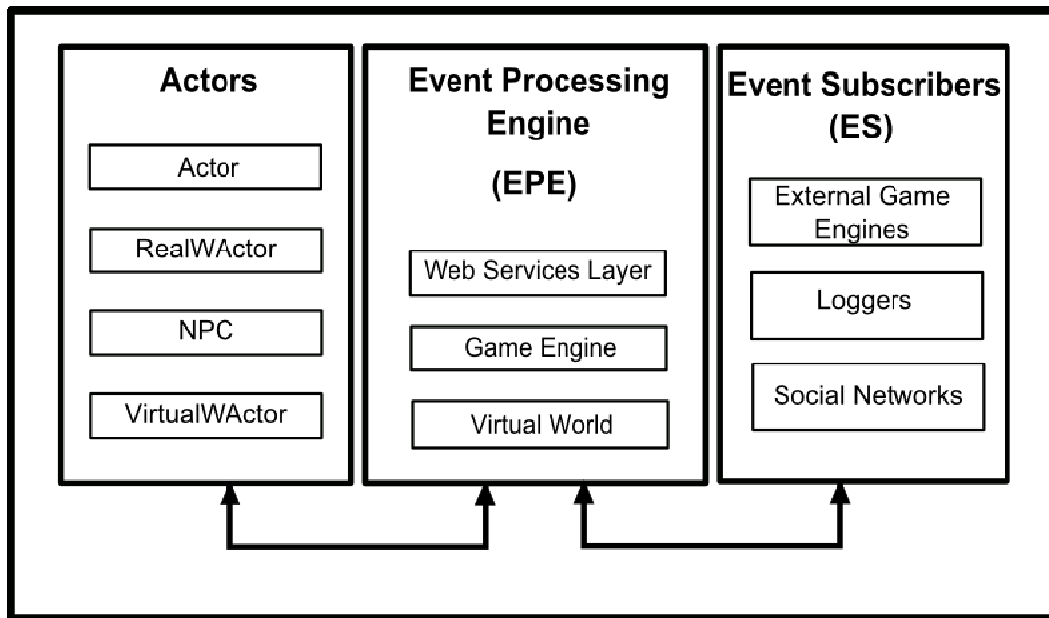 Actors
Actor
RealWActor
NPC
VirtualWActor
Event Processing
Engine
(EPE)
Web Services Layer
Game Engine
Virtual World
Event Subscribers
(ES)
External Game
Engines
Loggers
Social Networks